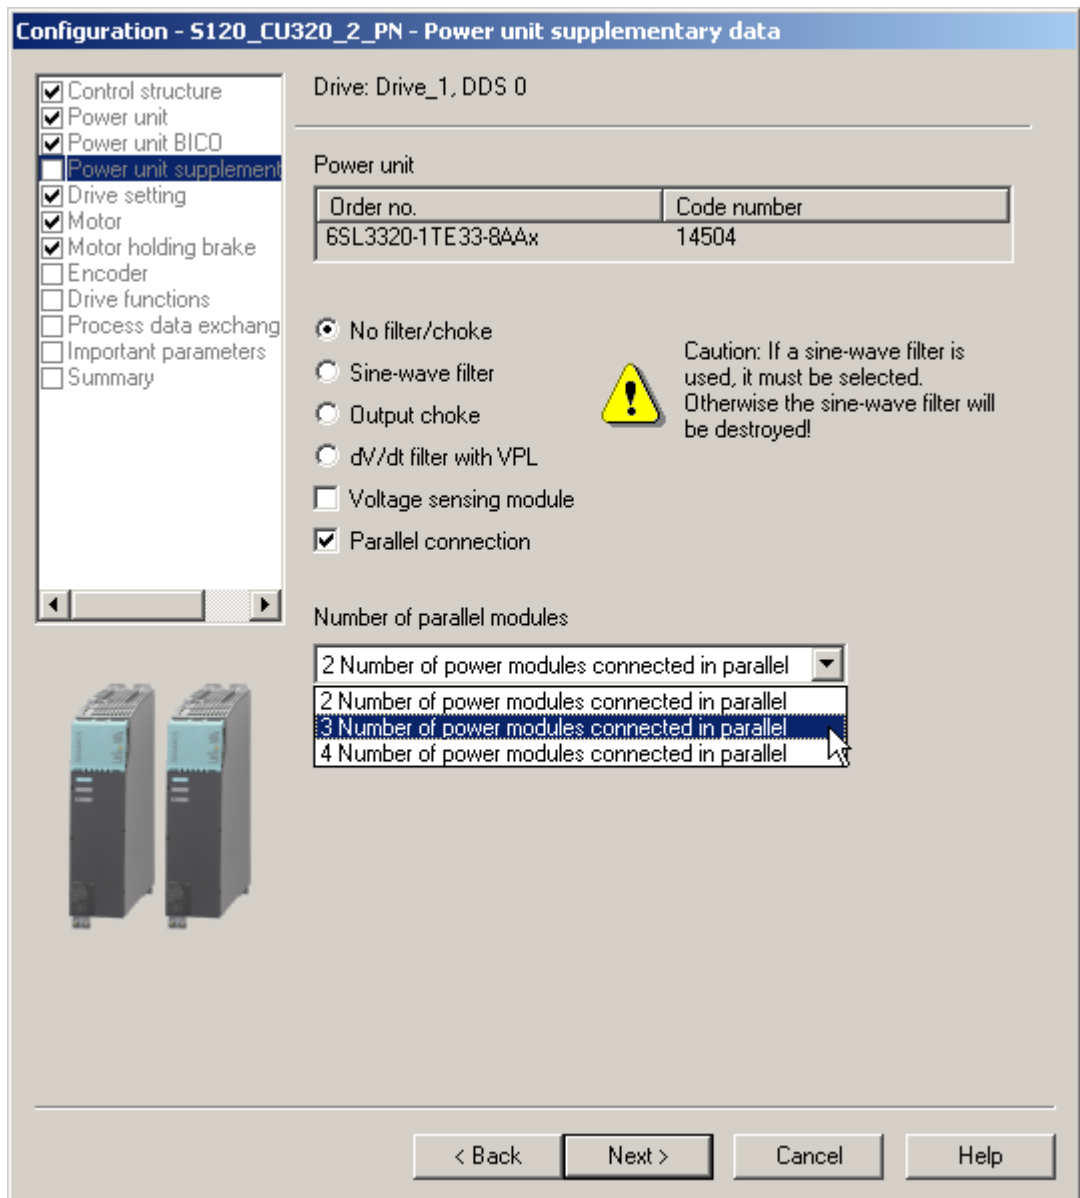 Configuration - S120_CU320_2_PN - Power unit supplementary data
Control structure
Power unit
Power unit BICO
Power unit supplement
Drive setting
Motor
Motor holding brake
Encoder
Drive functions
Process data exchang
Important parameters
Summary
Drive: Drive_1, DDS 0
Power unit
Order no. Code number
6SL3320-1TE33-8AAx 14504
No filter/choke
Sine-wave filter
Output choke
dV/dt filter with VPL
Voltage sensing module
Parallel connection
Caution: If a sine-wave filter is
used, it must be selected.
Otherwise the sine-wave filter will
be destroyed!
Number of parallel modules
2 Number of power modules connected in parallel
2 Number of power modules connected in parallel
3 Number of power modules connected in parallel
4 Number of power modules connected in parallel
< Back Next > Cancel Help